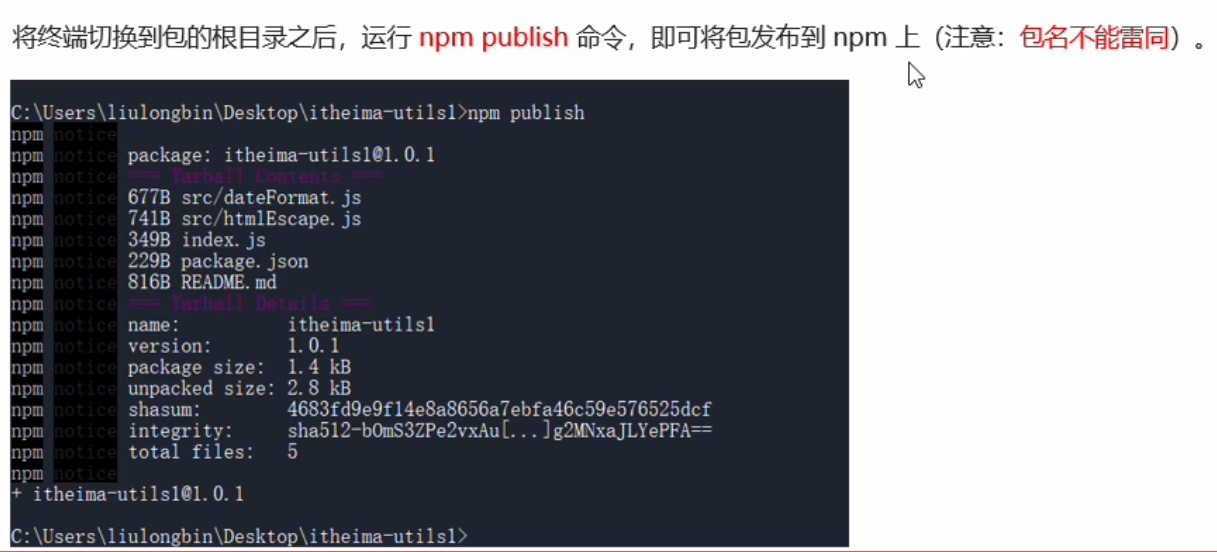 将终端切换到包的根目录之后，运行 npm publish 命令，即可将包发布到 npm 上（注意：包名不能雷同）。
C:\Users\liulongbin\Desktop\itheima-utils1>npm publish
npm notice
npm notice package: itheima-utils1@1.0.1
npm notice === Tarball Contents ===
npm notice 677B src/dateFormat.js
npm notice 741B src/htmlEscape.js
npm notice 349B index.js
npm notice 229B package.json
npm notice 816B README.md
npm notice === Tarball Details ===
npm notice name: itheima-utils1
npm notice version: 1.0.1
npm notice package size: 1.4 kB
npm notice unpacked size: 2.8 kB
npm notice shasum: 4683fd9e9f14e8a8656a7ebfa46c59e576525dcf
npm notice integrity: sha512-bOmS3ZPe2vxAu[...]g2MNxaJLYePFA==
npm notice total files: 5
npm notice
+ itheima-utils1@1.0.1
C:\Users\liulongbin\Desktop\itheima-utils1>